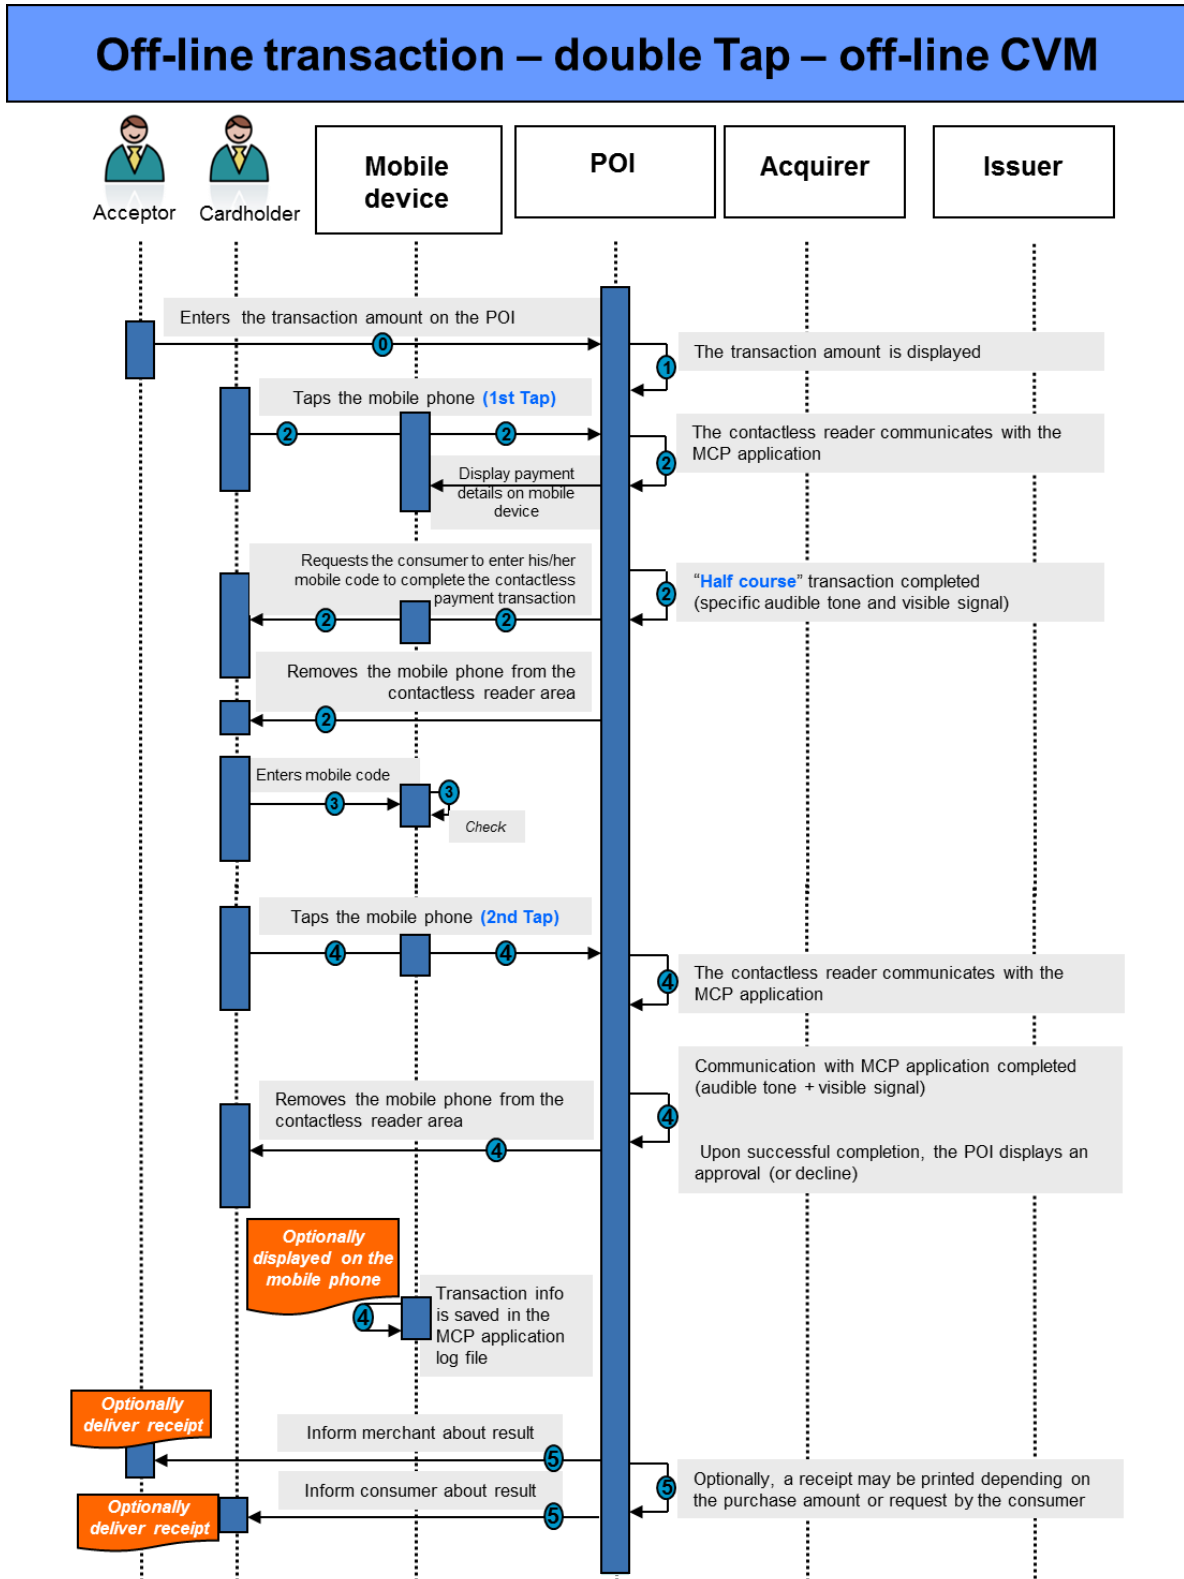 Off-line transaction – double Tap – off-line CVM
Acceptor
Cardholder
Mobile
device
POI
Acquirer
Issuer
Enters the transaction amount on the POI
0
1
The transaction amount is displayed
Taps the mobile phone (1st Tap)
2
2
2
The contactless reader communicates with the
MCP application
Display payment
details on mobile
device
Requests the consumer to enter his/her
mobile code to complete the contactless
payment transaction
2
2
2
“Half course” transaction completed
(specific audible tone and visible signal)
Removes the mobile phone from the
contactless reader area
2
Enters mobile code
3
3
Check
Taps the mobile phone (2nd Tap)
4
4
4
The contactless reader communicates with the
MCP application
Communication with MCP application completed
(audible tone + visible signal)
Removes the mobile phone from the
contactless reader area
4
4
Upon successful completion, the POI displays an
approval (or decline)
Optionally
displayed on the
mobile phone
4
Transaction info
is saved in the
MCP application
log file
Optionally
deliver receipt
Inform merchant about result
5
5
Optionally, a receipt may be printed depending on
the purchase amount or request by the consumer
Inform consumer about result
5
Optionally
deliver receipt